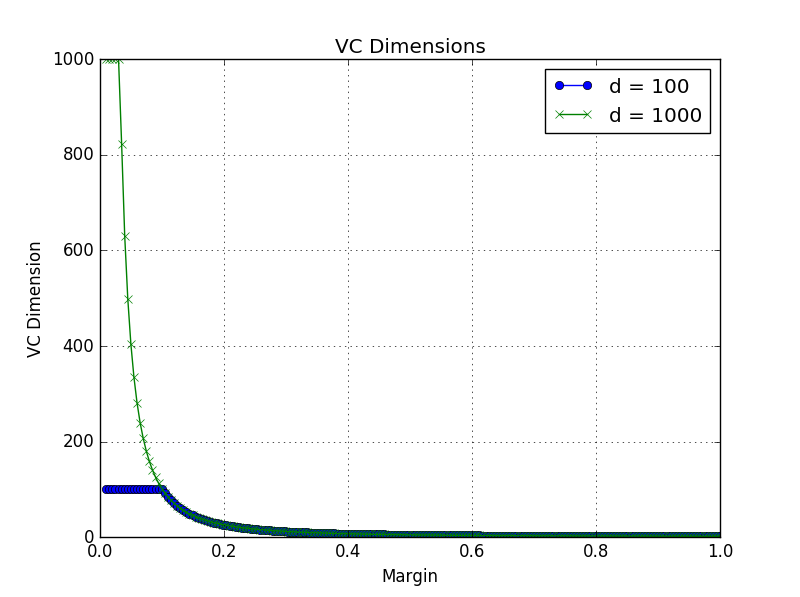 VC Dimensions
d = 100
d = 1000
VC Dimension
1000
800
600
400
200
0
0.0 0.2 0.4 0.6 0.8 1.0
Margin